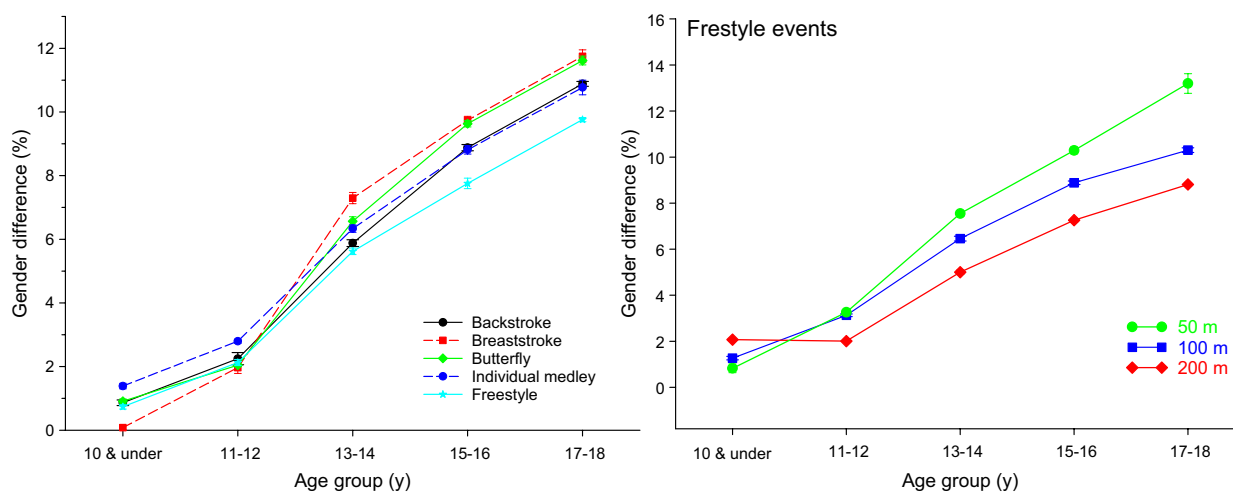 12
10
8
6
4
2
0
Gender difference (%)
Backstroke
Breaststroke
Butterfly
Individual medley
Freestyle
10 & under 11-12 13-14 15-16 17-18
Age group (y)
Frestyle events
16
14
12
10
8
6
4
2
0
Gender difference (%)
50 m
100 m
200 m
10 & under 11-12 13-14 15-16 17-18
Age group (y)